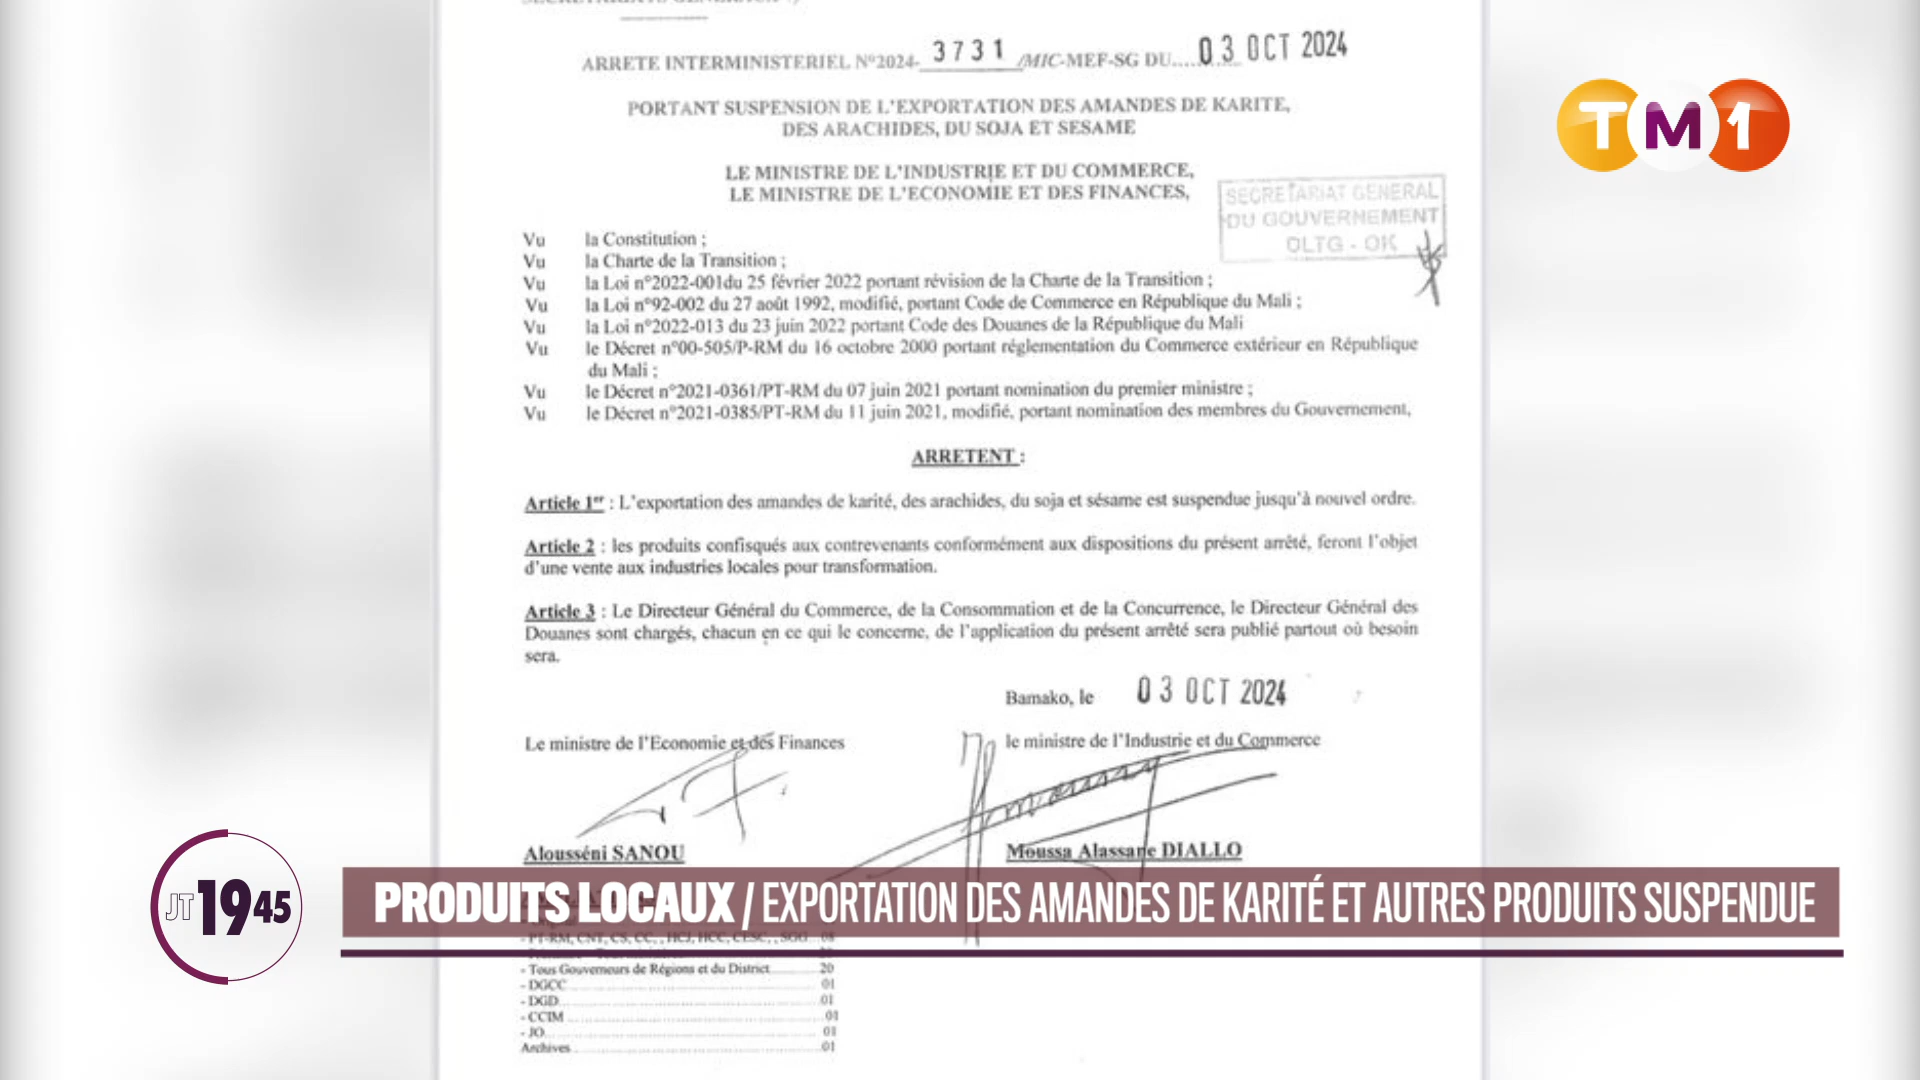 ARRETE INTERMINISTERIEL N°2024- 3731 /MIC-MEF-SG DU..... 03 OCT 2024
PORTANT SUSPENSION DE L'EXPORTATION DES AMANDES DE KARITE,
DES ARACHIDES, DU SOJA ET SESAME
TM1
LE MINISTRE DE L'INDUSTRIE ET DU COMMERCE,
LE MINISTRE DE L'ECONOMIE ET DES FINANCES,
SECRETARIAT GENERAL
DU GOUVERNEMENT
DLTG - OK
Vu la Constitution ;
Vu la Charte de la Transition ;
Vu la Loi n°2022-001du 25 février 2022 portant révision de la Charte de la Transition ;
Vu la Loi n°92-002 du 27 août 1992, modifié, portant Code de Commerce en République du Mali ;
Vu la Loi n°2022-013 du 23 juin 2022 portant Code des Douanes de la République du Mali
Vu le Décret n°00-505/P-RM du 16 octobre 2000 portant réglementation du Commerce extérieur en République
du Mali ;
Vu le Décret n°2021-0361/PT-RM du 07 juin 2021 portant nomination du premier ministre ;
Vu le Décret n°2021-0385/PT-RM du 11 juin 2021, modifié, portant nomination des membres du Gouvernement,
ARRETENT :
Article 1er : L'exportation des amandes de karité, des arachides, du soja et sésame est suspendue jusqu'à nouvel ordre.
Article 2 : les produits confisqués aux contrevenants conformément aux dispositions du présent arrêté, feront l'objet
d'une vente aux industries locales pour transformation.
Article 3 : Le Directeur Général du Commerce, de la Consommation et de la Concurrence, le Directeur Général des
Douanes sont chargés, chacun en ce qui le concerne, de l'application du présent arrêté sera publié partout où besoin
sera.
Bamako, le 03 OCT 2024
Le ministre de l'Economie et des Finances
le ministre de l'Industrie et du Commerce
Alousséni SANOU
Moussa Alassane DIALLO
JT 19 45
PRODUITS LOCAUX / EXPORTATION DES AMANDES DE KARITÉ ET AUTRES PRODUITS SUSPENDUE
- PT-RM, CNT, CS, CC, , HCJ, HCC, CESC, , SGG 08
- Tous Gouverneurs de Régions et du District 20
- DGCC 01
- DGD 01
- CCIM 01
- JO 01
Archives 01